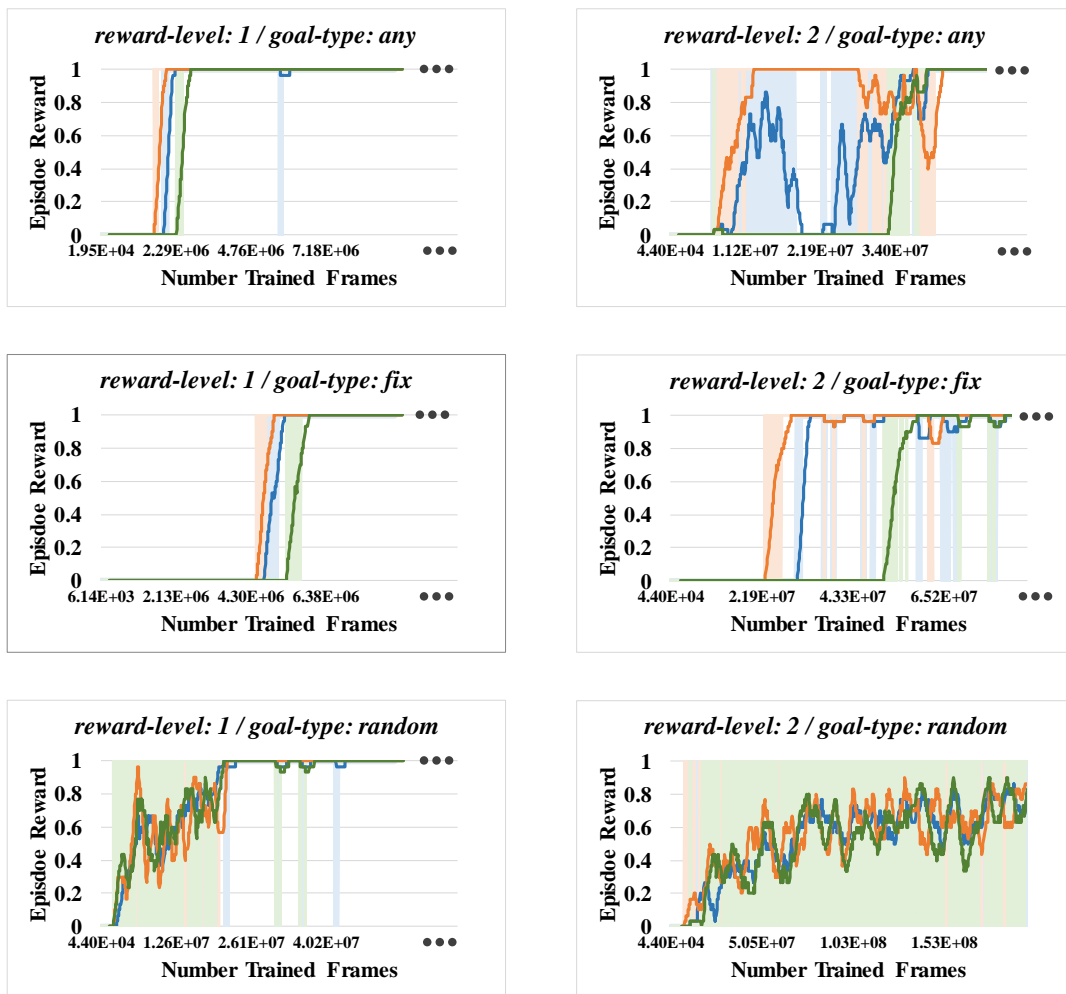 reward-level: 1 / goal-type: any
Episdoe Reward
1
0.8
0.6
0.4
0.2
0
1.95E+04 2.29E+06 4.76E+06 7.18E+06
Number Trained Frames
reward-level: 2 / goal-type: any
Episdoe Reward
1
0.8
0.6
0.4
0.2
0
4.40E+04 1.12E+07 2.19E+07 3.40E+07
Number Trained Frames
reward-level: 1 / goal-type: fix
Episdoe Reward
1
0.8
0.6
0.4
0.2
0
6.14E+03 2.13E+06 4.30E+06 6.38E+06
Number Trained Frames
reward-level: 2 / goal-type: fix
Episdoe Reward
1
0.8
0.6
0.4
0.2
0
4.40E+04 2.19E+07 4.33E+07 6.52E+07
Number Trained Frames
reward-level: 1 / goal-type: random
Episdoe Reward
1
0.8
0.6
0.4
0.2
0
4.40E+04 1.26E+07 2.61E+07 4.02E+07
Number Trained Frames
reward-level: 2 / goal-type: random
Episdoe Reward
1
0.8
0.6
0.4
0.2
0
4.40E+04 5.05E+07 1.03E+08 1.53E+08
Number Trained Frames